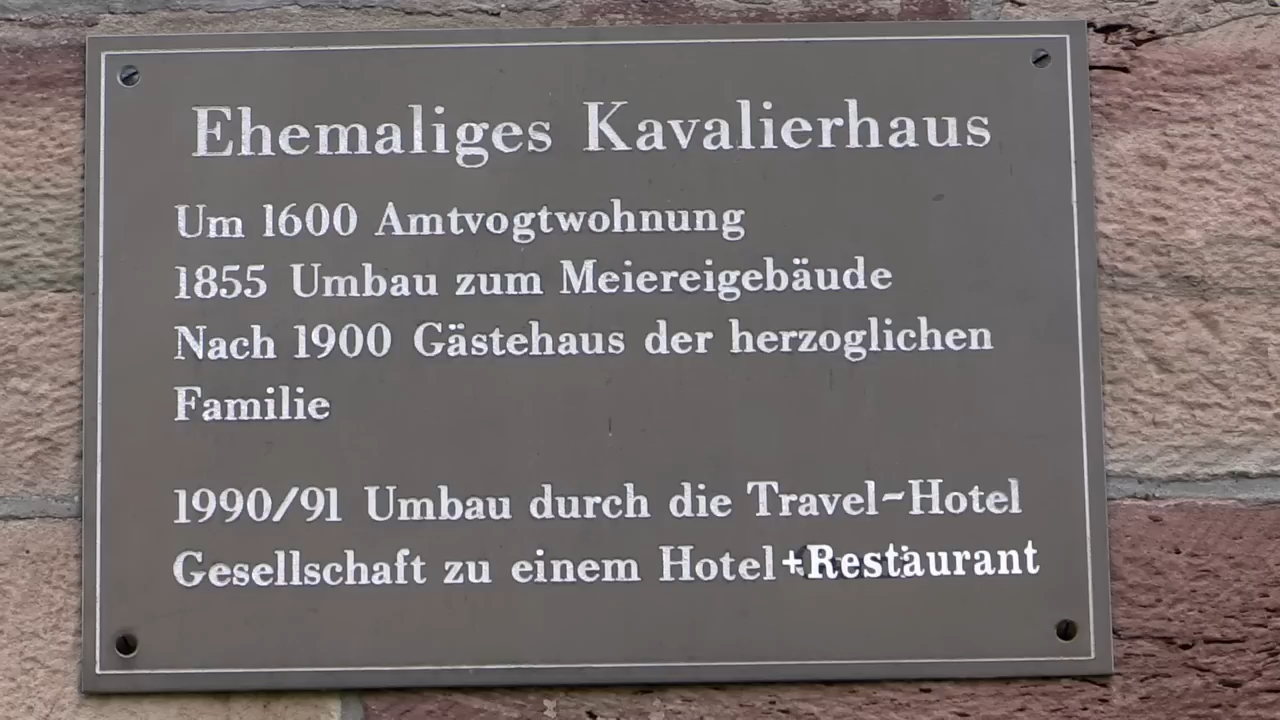 Ehemaliges Kavalierhaus
Um 1600 Amtvogtwohnung
1855 Umbau zum Meiereigebäude
Nach 1900 Gästehaus der herzoglichen
Familie
1990/91 Umbau durch die Travel-Hotel
Gesellschaft zu einem Hotel+Restaurant